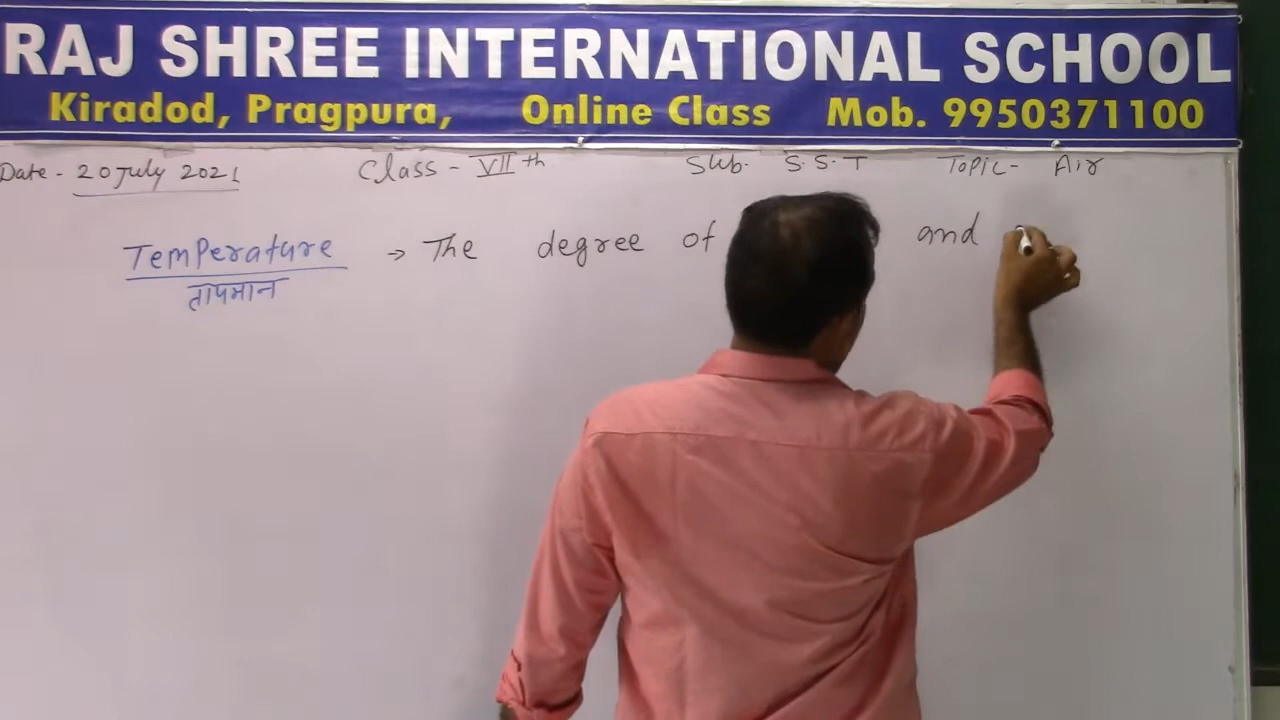 RAJ SHREE INTERNATIONAL SCHOOL
Kiradod, Pragpura, Online Class Mob. 9950371100
Date - 20 July 2021 Class - VII th Sub. S.S.T Topic - Air
Temperature → The degree of and
तापमान